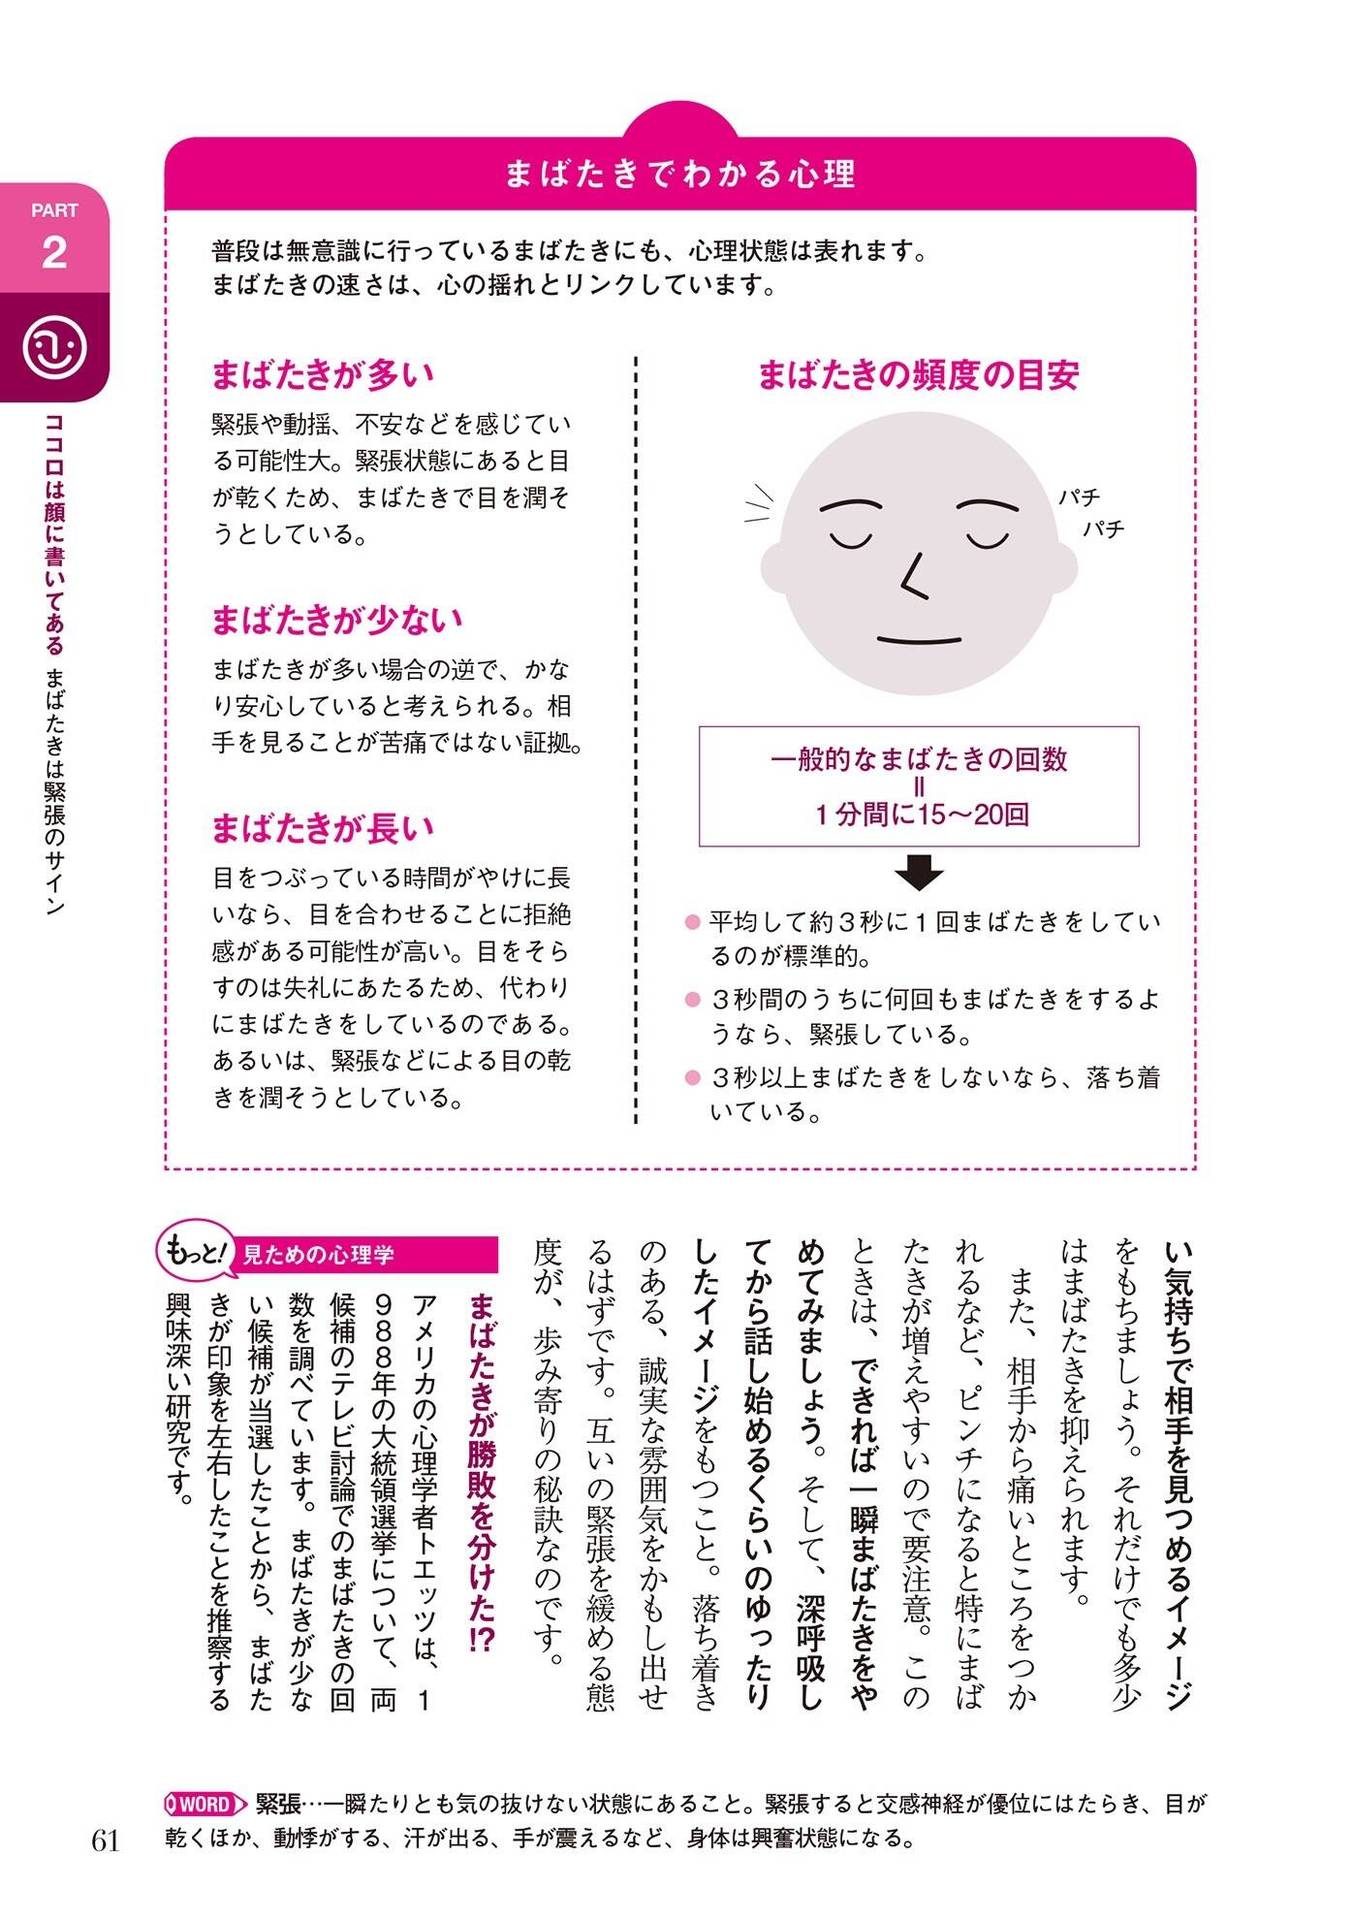 まばたきでわかる心理
PART
2
ココロは顔に書いてある まばたきは緊張のサイン
普段は無意識に行っているまばたきにも、心理状態は表れます。
まばたきの速さは、心の揺れとリンクしています。
まばたきが多い
緊張や動揺、不安などを感じてい
る可能性大。緊張状態にあると目
が乾くため、まばたきで目を潤そ
うとしている。
まばたきが少ない
まばたきが多い場合の逆で、かな
り安心していると考えられる。相
手を見ることが苦痛ではない証拠。
まばたきが長い
目をつぶっている時間がやけに長
いなら、目を合わせることに拒絶
感がある可能性が高い。目をそら
すのは失礼にあたるため、代わり
にまばたきをしているのである。
あるいは、緊張などによる目の乾
きを潤そうとしている。
まばたきの頻度の目安
パチ
パチ
一般的なまばたきの回数
＝
1分間に15〜20回
● 平均して約3秒に1回まばたきをしてい
るのが標準的。
● 3秒間のうちに何回もまばたきをするよ
うなら、緊張している。
● 3秒以上まばたきをしないなら、落ち着
いている。
い気持ちで相手を見つめるイメージ
をもちましょう。それだけでも多少
はまばたきを抑えられます。
また、相手から痛いところをつか
れるなど、ピンチになると特にまば
たきが増えやすいので要注意。この
ときは、できれば一瞬まばたきをや
めてみましょう。そして、深呼吸し
てから話し始めるくらいのゆったり
したイメージをもつこと。落ち着き
のある、誠実な雰囲気をかもし出せ
るはずです。互いの緊張を緩める態
度が、歩み寄りの秘訣なのです。
もっと！ 見ための心理学
まばたきが勝敗を分けた!?
アメリカの心理学者トエッツは、1
988年の大統領選挙について、両
候補のテレビ討論でのまばたきの回
数を調べています。まばたきが少な
い候補が当選したことから、まばた
きが印象を左右したことを推察する
興味深い研究です。
WORD 緊張…一瞬たりとも気の抜けない状態にあること。緊張すると交感神経が優位にはたらき、目が
乾くほか、動悸がする、汗が出る、手が震えるなど、身体は興奮状態になる。
61